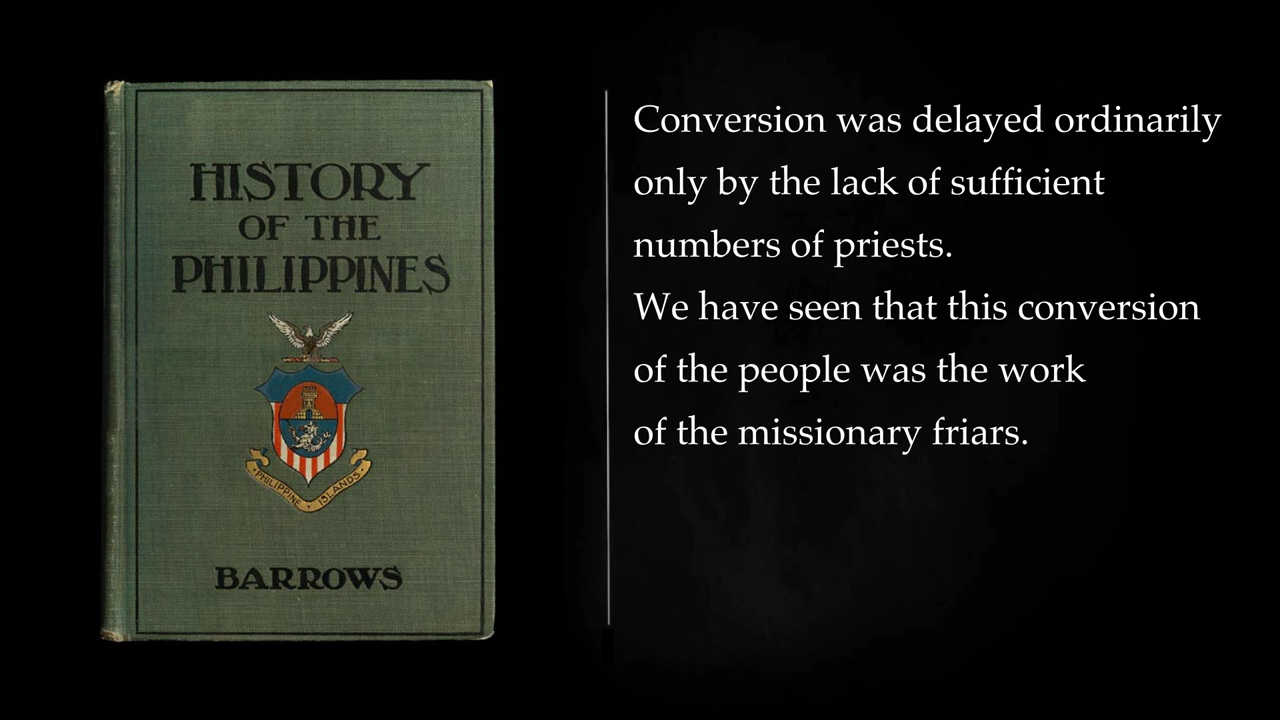 HISTORY
OF THE
PHILIPPINES
PHILIPPINE ISLANDS
BARROWS
Conversion was delayed ordinarily
only by the lack of sufficient
numbers of priests.
We have seen that this conversion
of the people was the work
of the missionary friars.